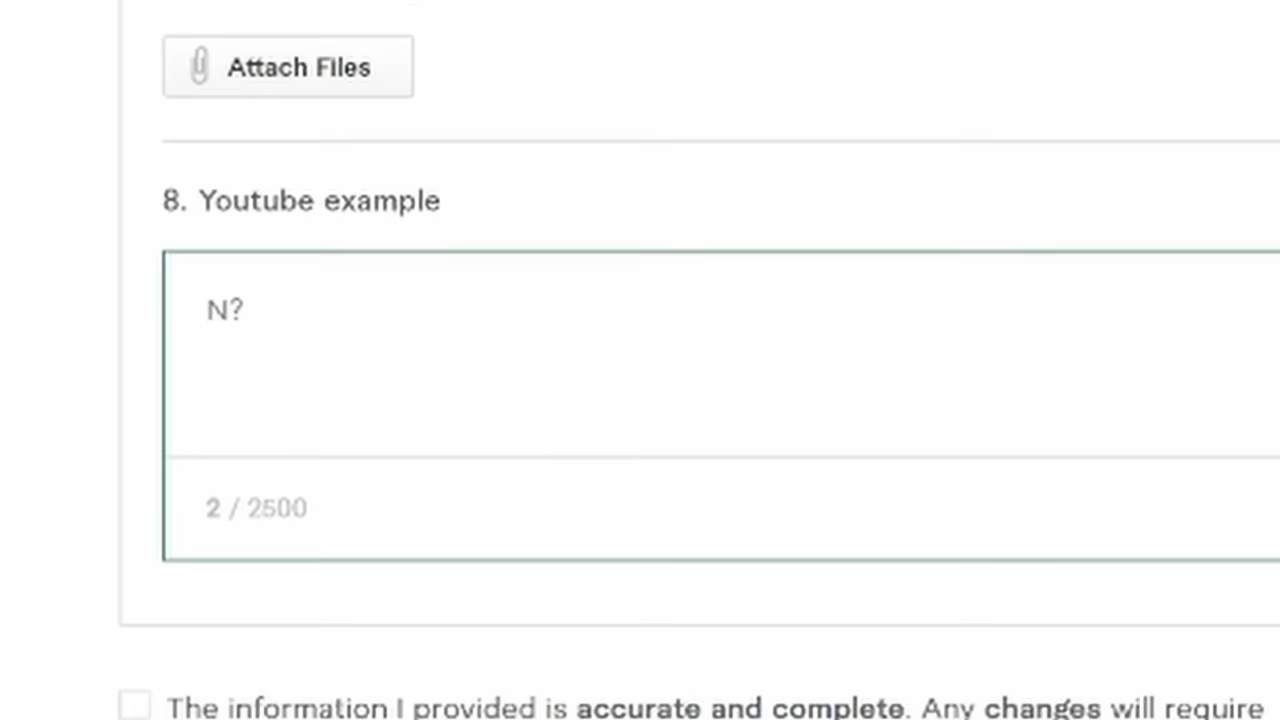 Attach Files
8. Youtube example
N?
2 / 2500
The information I provided is accurate and complete. Any changes will require